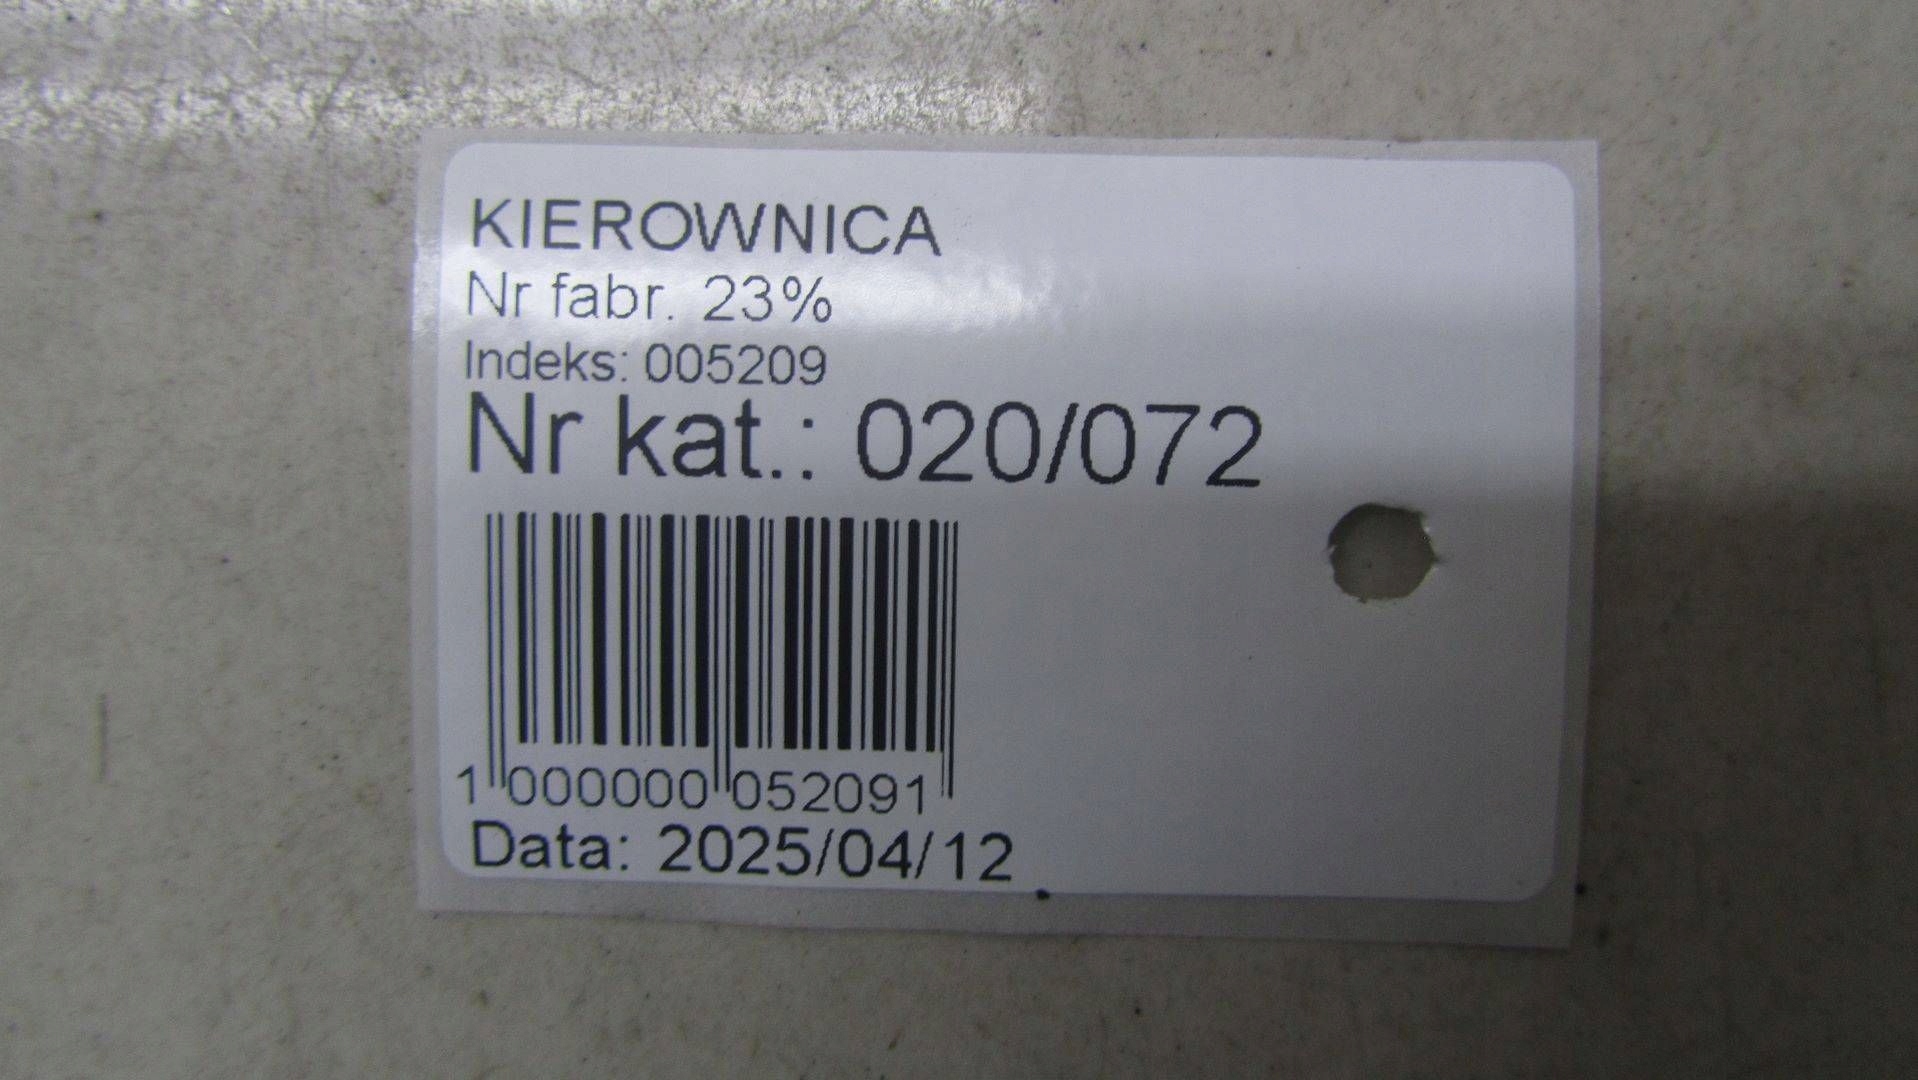 KIEROWNICA
Nr fabr. 23%
Indeks: 005209
Nr kat.: 020/072
1 000000 052091
Data: 2025/04/12